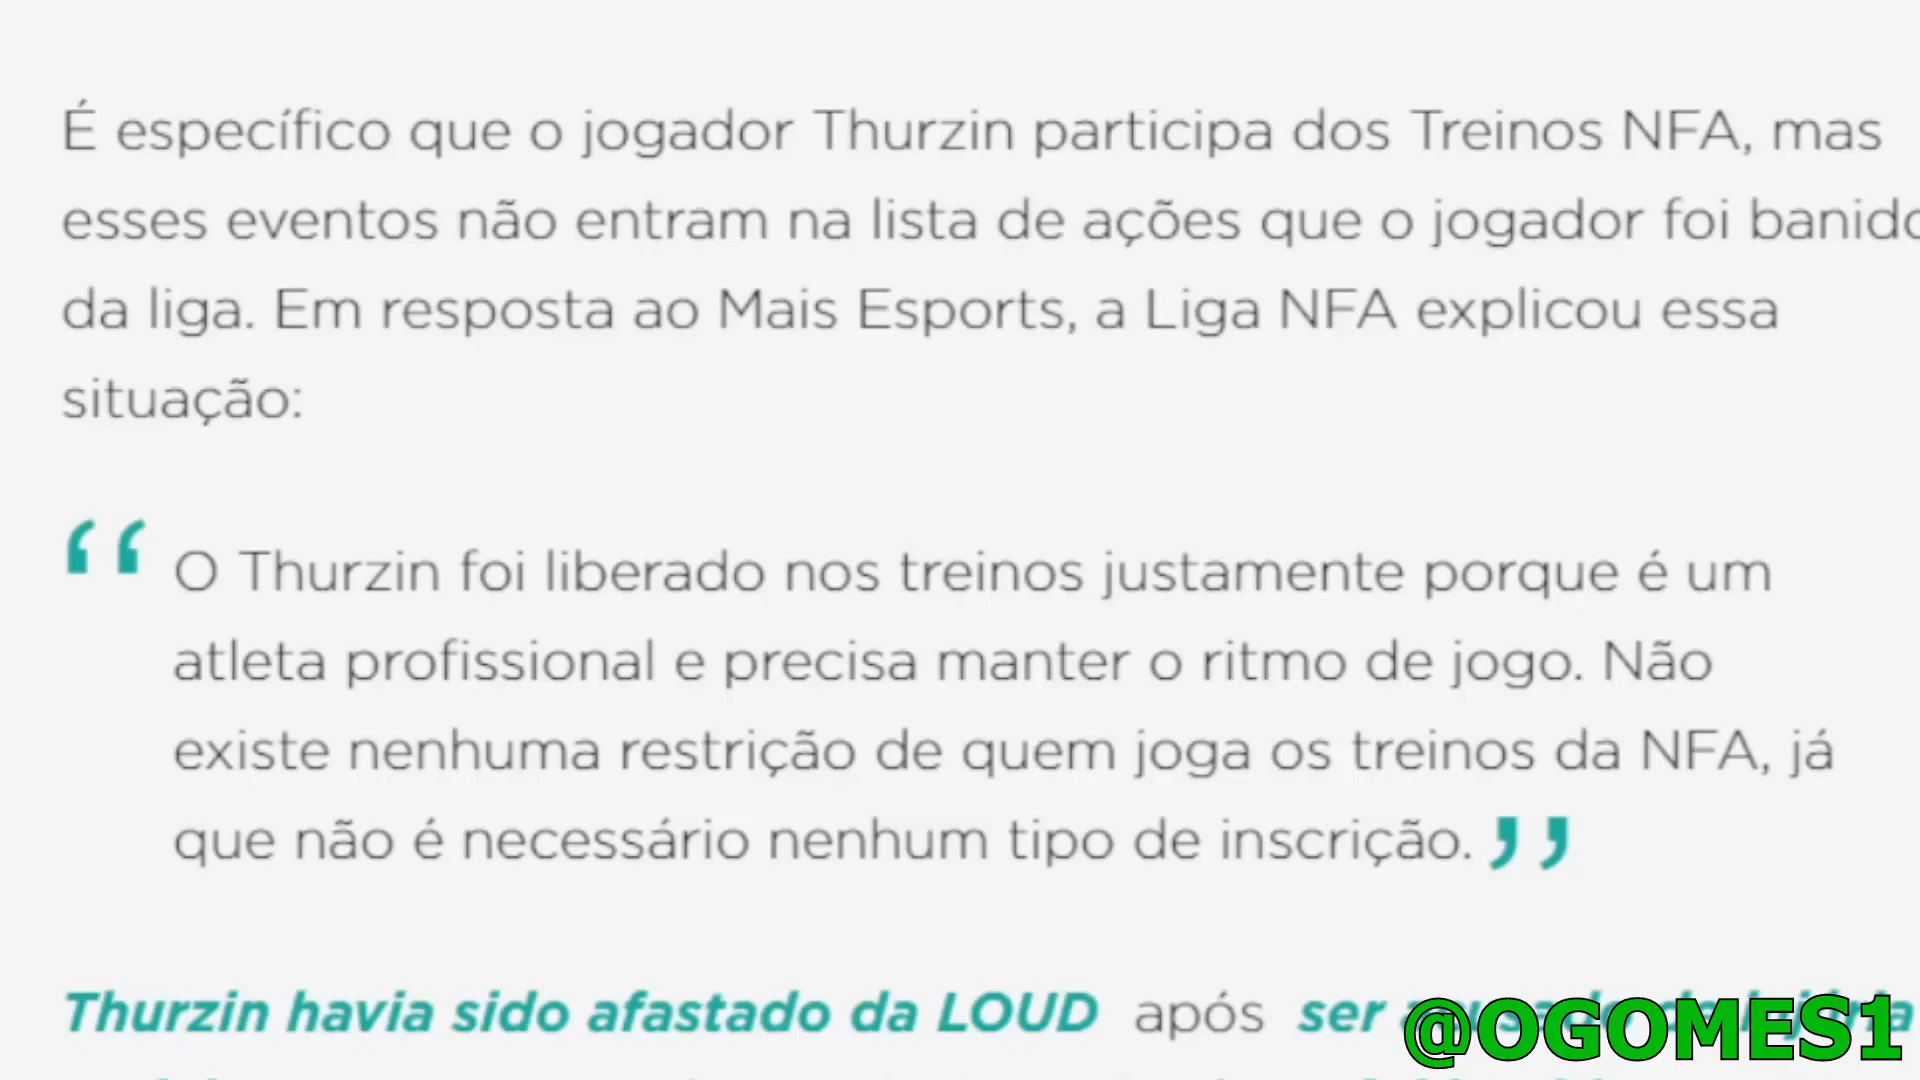 É específico que o jogador Thurzin participa dos Treinos NFA, mas
esses eventos não entram na lista de ações que o jogador foi banido
da liga. Em resposta ao Mais Esports, a Liga NFA explicou essa
situação:
“ O Thurzin foi liberado nos treinos justamente porque é um
atleta profissional e precisa manter o ritmo de jogo. Não
existe nenhuma restrição de quem joga os treinos da NFA, já
que não é necessário nenhum tipo de inscrição. ”
Thurzin havia sido afastado da LOUD após ser
@OGOMES1